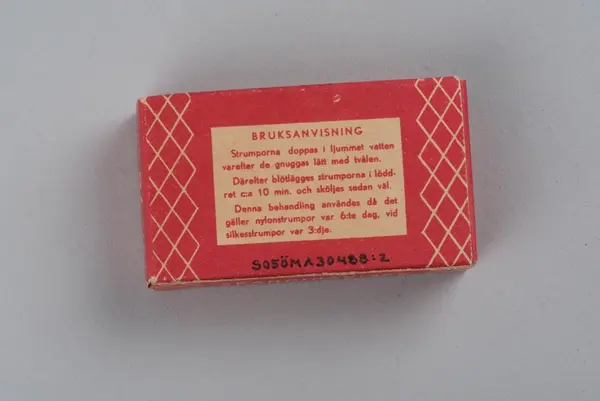 BRUKSANVISNING
Strumporna doppas i ljummet vatten
varefter de gnuggas lätt med tvålen.
Därefter blötlägges strumporna i lödd-
ret c:a 10 min. och sköljes sedan väl.
Denna behandling användes då det
gäller nylonstrumpor var 6:te dag, vid
silkesstrumpor var 3:dje.
SOSÖMA30488:2